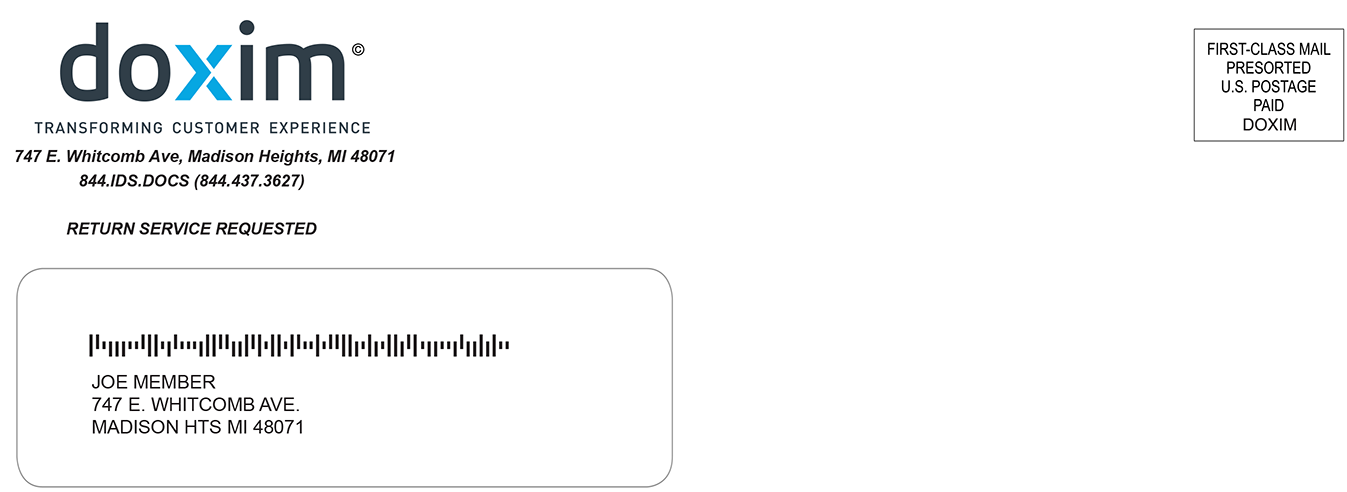 doxim©
TRANSFORMING CUSTOMER EXPERIENCE
747 E. Whitcomb Ave, Madison Heights, MI 48071
844.IDS.DOCS (844.437.3627)
RETURN SERVICE REQUESTED
FIRST-CLASS MAIL
PRESORTED
U.S. POSTAGE
PAID
DOXIM
JOE MEMBER
747 E. WHITCOMB AVE.
MADISON HTS MI 48071